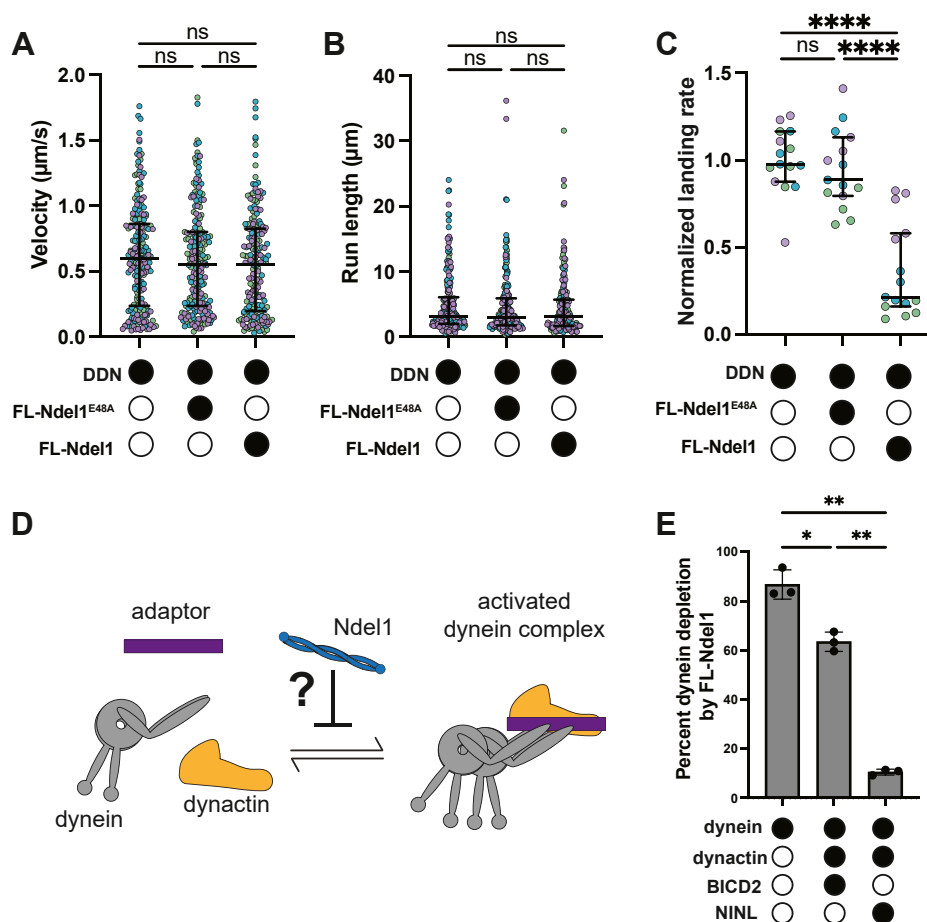 A
ns
ns
ns
Velocity (µm/s)
2.0
1.5
1.0
0.5
0.0
DDN
FL-Ndel1E48A
FL-Ndel1
B
ns
ns
ns
Run length (µm)
40
30
20
10
0
DDN
FL-Ndel1E48A
FL-Ndel1
C
****
ns
****
Normalized landing rate
1.5
1.0
0.5
0.0
DDN
FL-Ndel1E48A
FL-Ndel1
D
adaptor
Ndel1
activated
dynein complex
?
dynein
dynactin
E
**
*
**
Percent dynein depletion
by FL-Ndel1
100
80
60
40
20
0
dynein
dynactin
BICD2
NINL